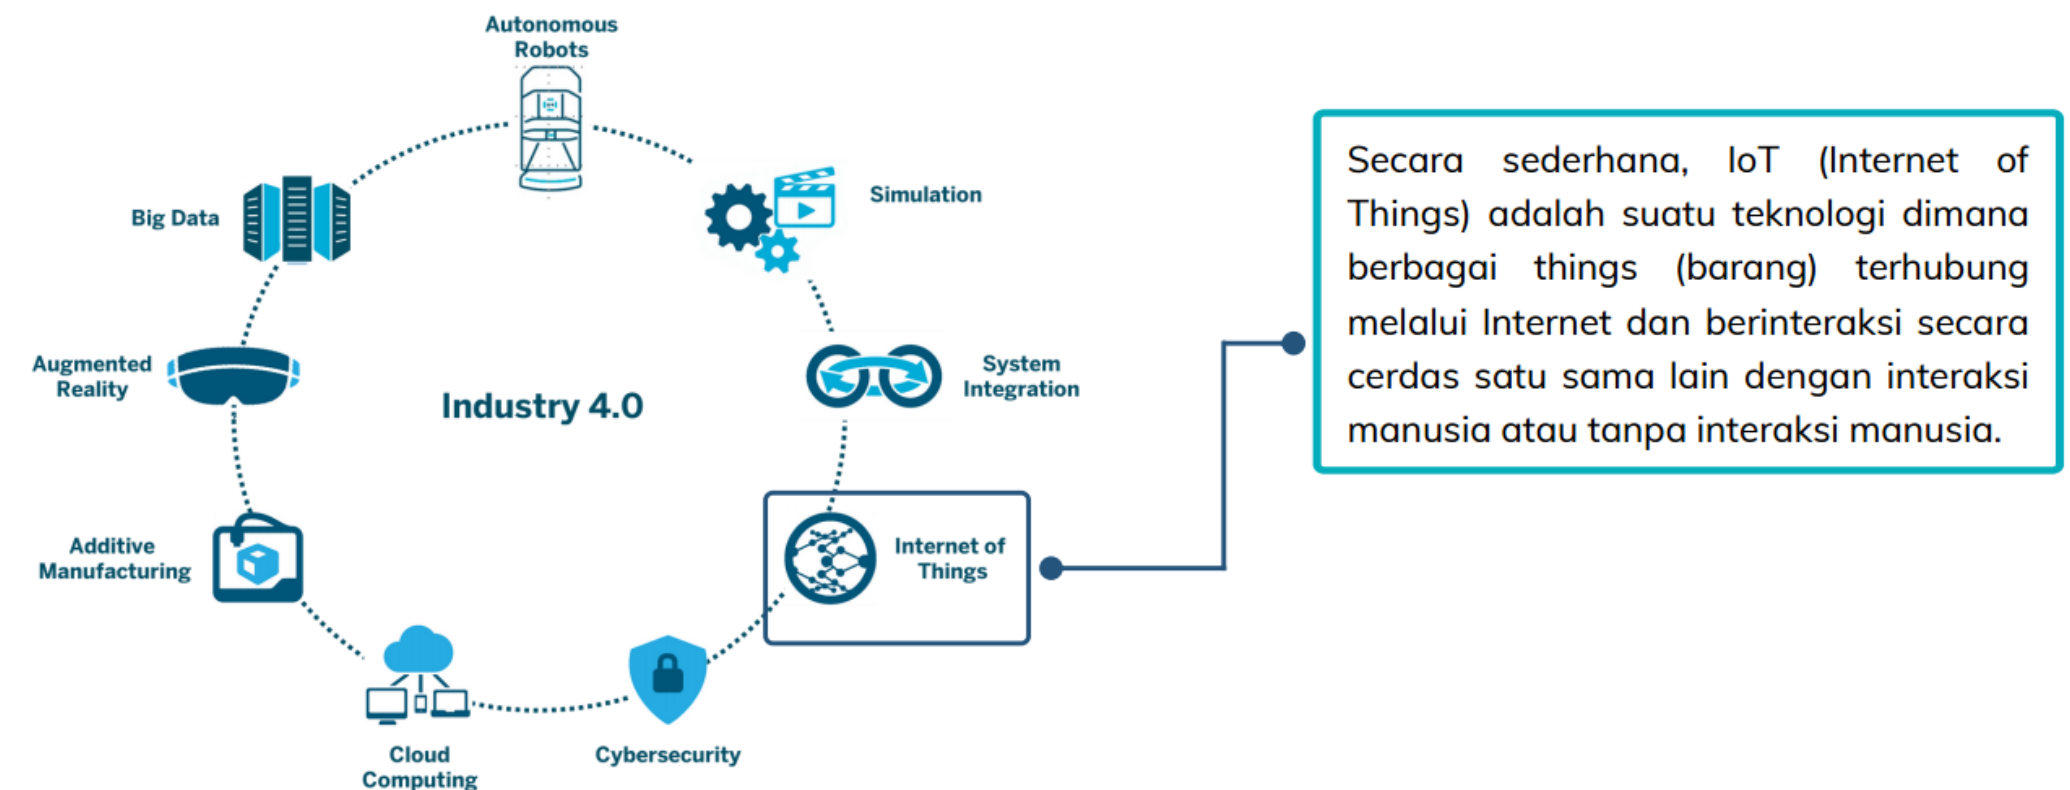 Autonomous
Robots
Simulation
Big Data
System
Integration
Augmented
Reality
Industry 4.0
Internet of
Things
Additive
Manufacturing
Cybersecurity
Cloud
Computing
Secara sederhana, IoT (Internet of
Things) adalah suatu teknologi dimana
berbagai things (barang) terhubung
melalui Internet dan berinteraksi secara
cerdas satu sama lain dengan interaksi
manusia atau tanpa interaksi manusia.